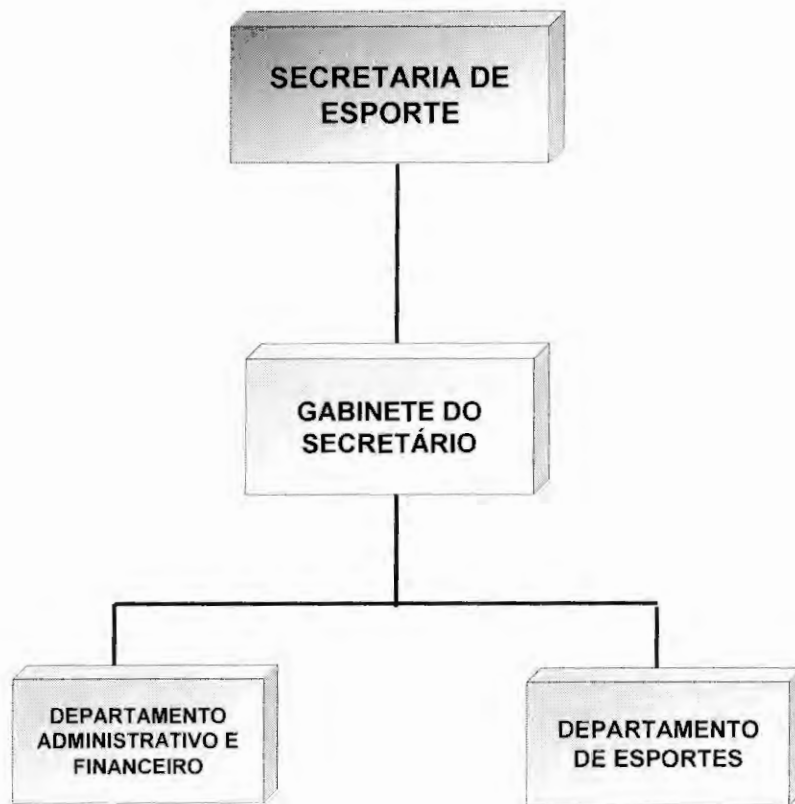 SECRETARIA DE
ESPORTE
GABINETE DO
SECRETÁRIO
DEPARTAMENTO
ADMINISTRATIVO E
FINANCEIRO
DEPARTAMENTO
DE ESPORTES